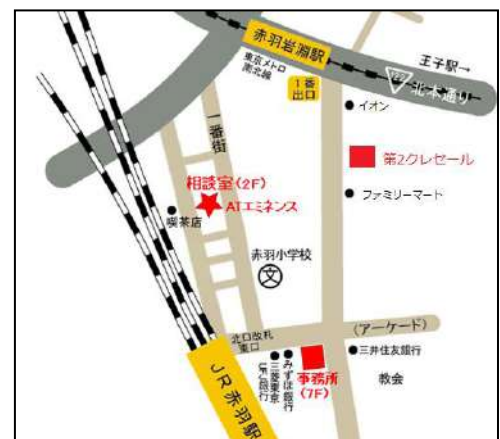 赤羽岩淵駅
王子駅→
東京メトロ
南北線
1番
出口
122
北本通り
イオン
一番街
第2クレセール
相談室(2F)
ATエミネンス
ファミリーマート
喫茶店
赤羽小学校
文
(アーケード)
北口改札
東口
JR赤羽駅
三菱東京
UFJ銀行
みずほ銀行
事務所
(7F)
三井住友銀行
教会